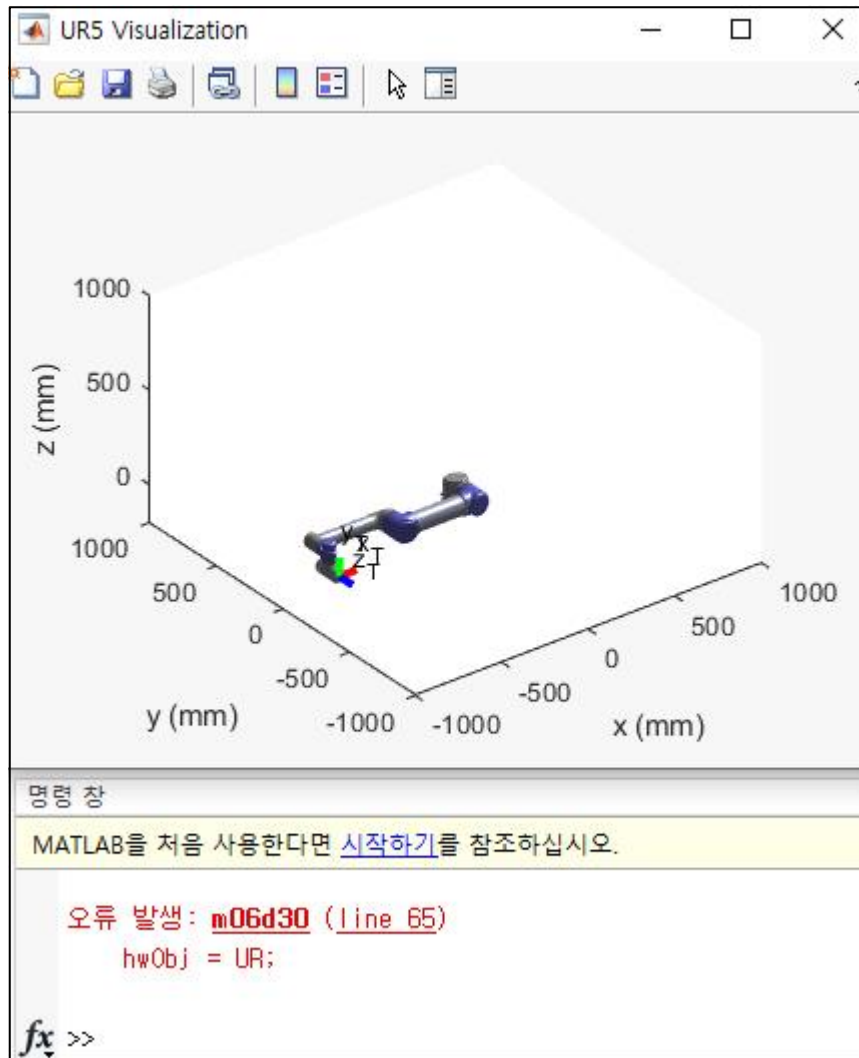 UR5 Visualization
z (mm)
1000
500
0
y
x
T
z
T
1000
500
0
-500
-1000
y (mm)
-1000
-500
0
500
1000
x (mm)
명령 창
MATLAB을 처음 사용한다면 시작하기를 참조하십시오.
오류 발생: m06d30 (line 65)
hwObj = UR;
fx >>